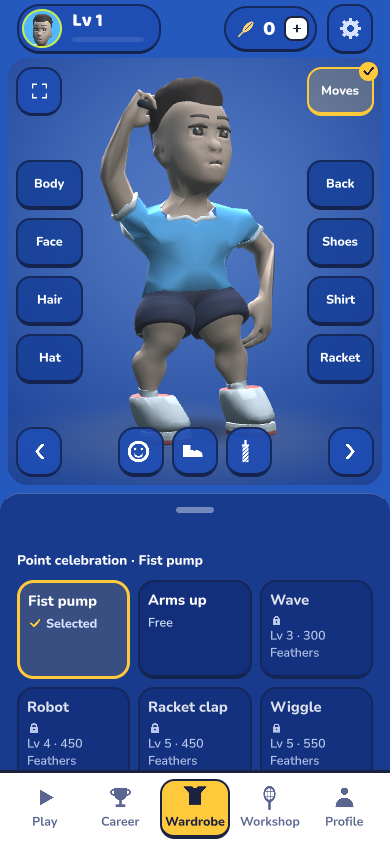 Lv 1
0
+
Moves
Body
Back
Face
Shoes
Hair
Shirt
Hat
Racket
Point celebration · Fist pump
Fist pump
Selected
Arms up
Free
Wave
Lv 3 · 300
Feathers
Robot
Lv 4 · 450
Feathers
Racket clap
Lv 5 · 450
Feathers
Wiggle
Lv 5 · 550
Feathers
Play
Career
Wardrobe
Workshop
Profile